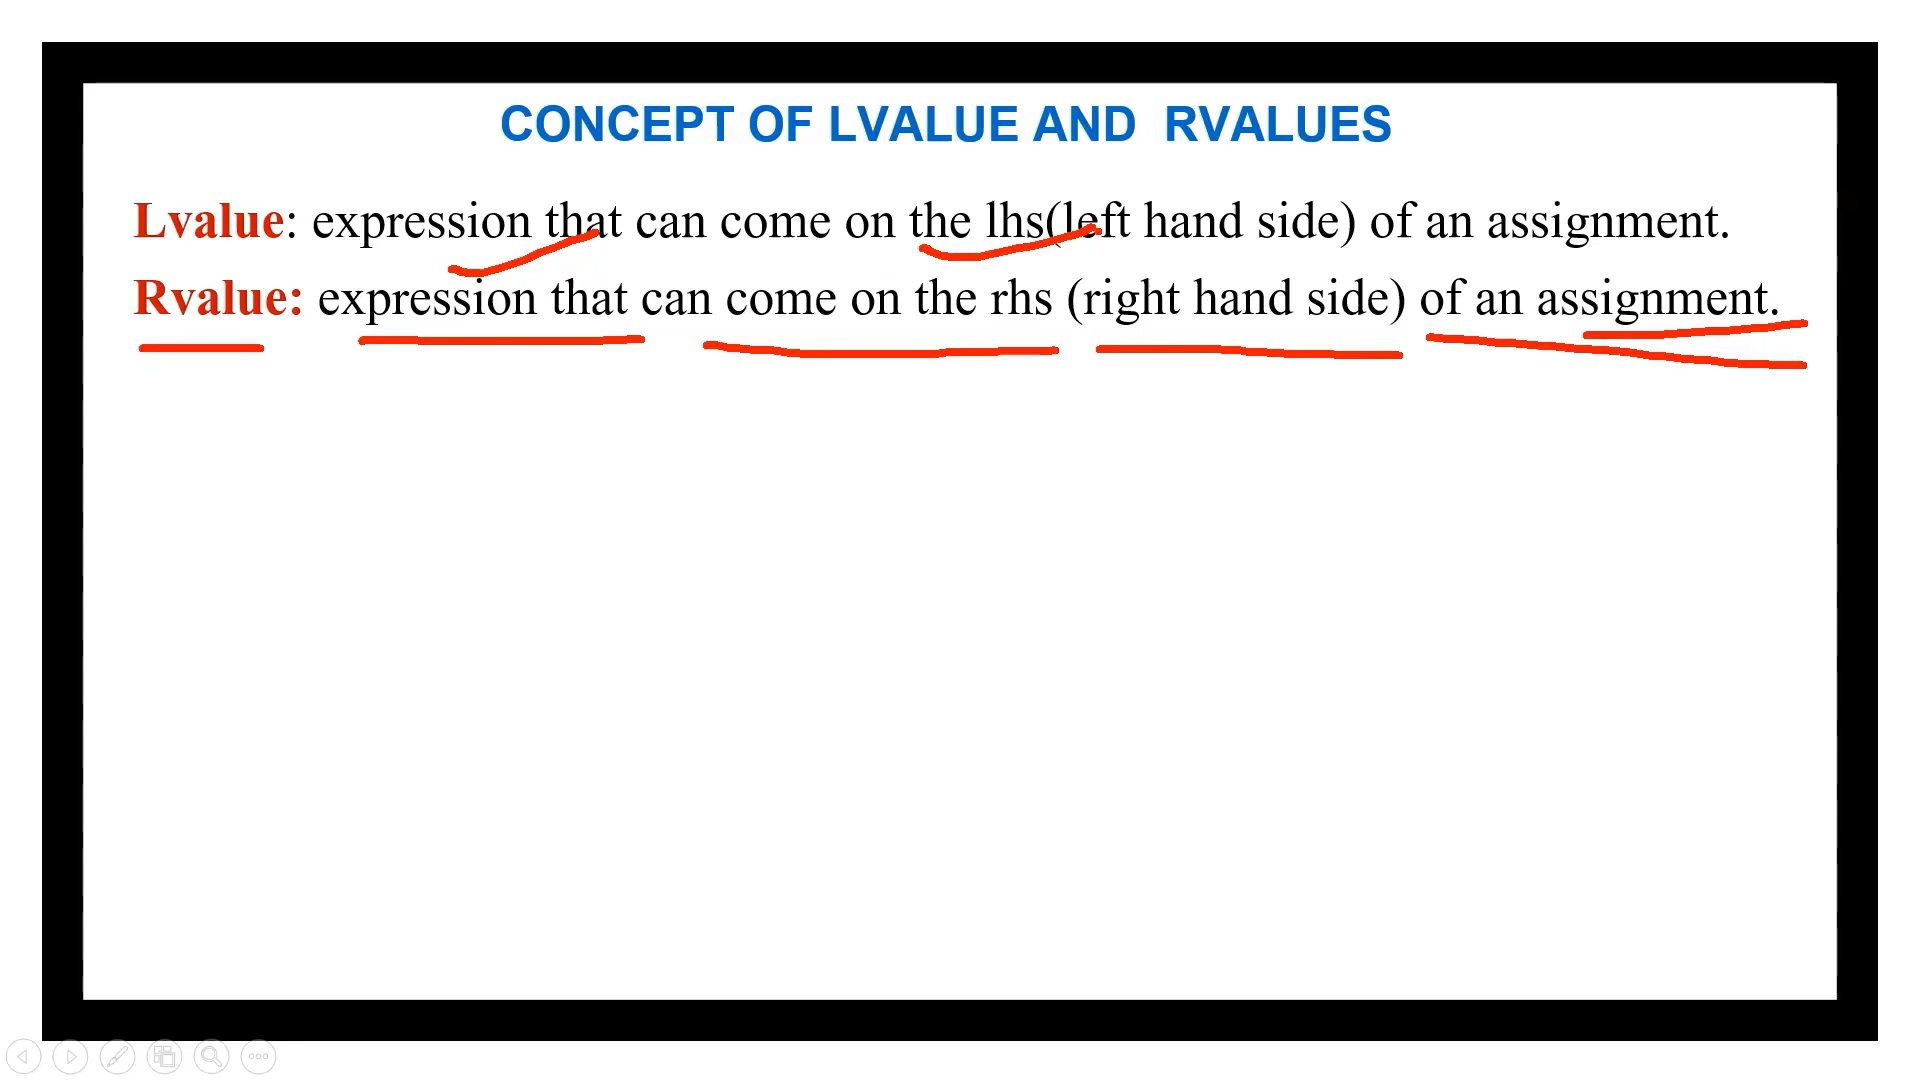 CONCEPT OF LVALUE AND RVALUES
Lvalue: expression that can come on the lhs(left hand side) of an assignment.
Rvalue: expression that can come on the rhs (right hand side) of an assignment.